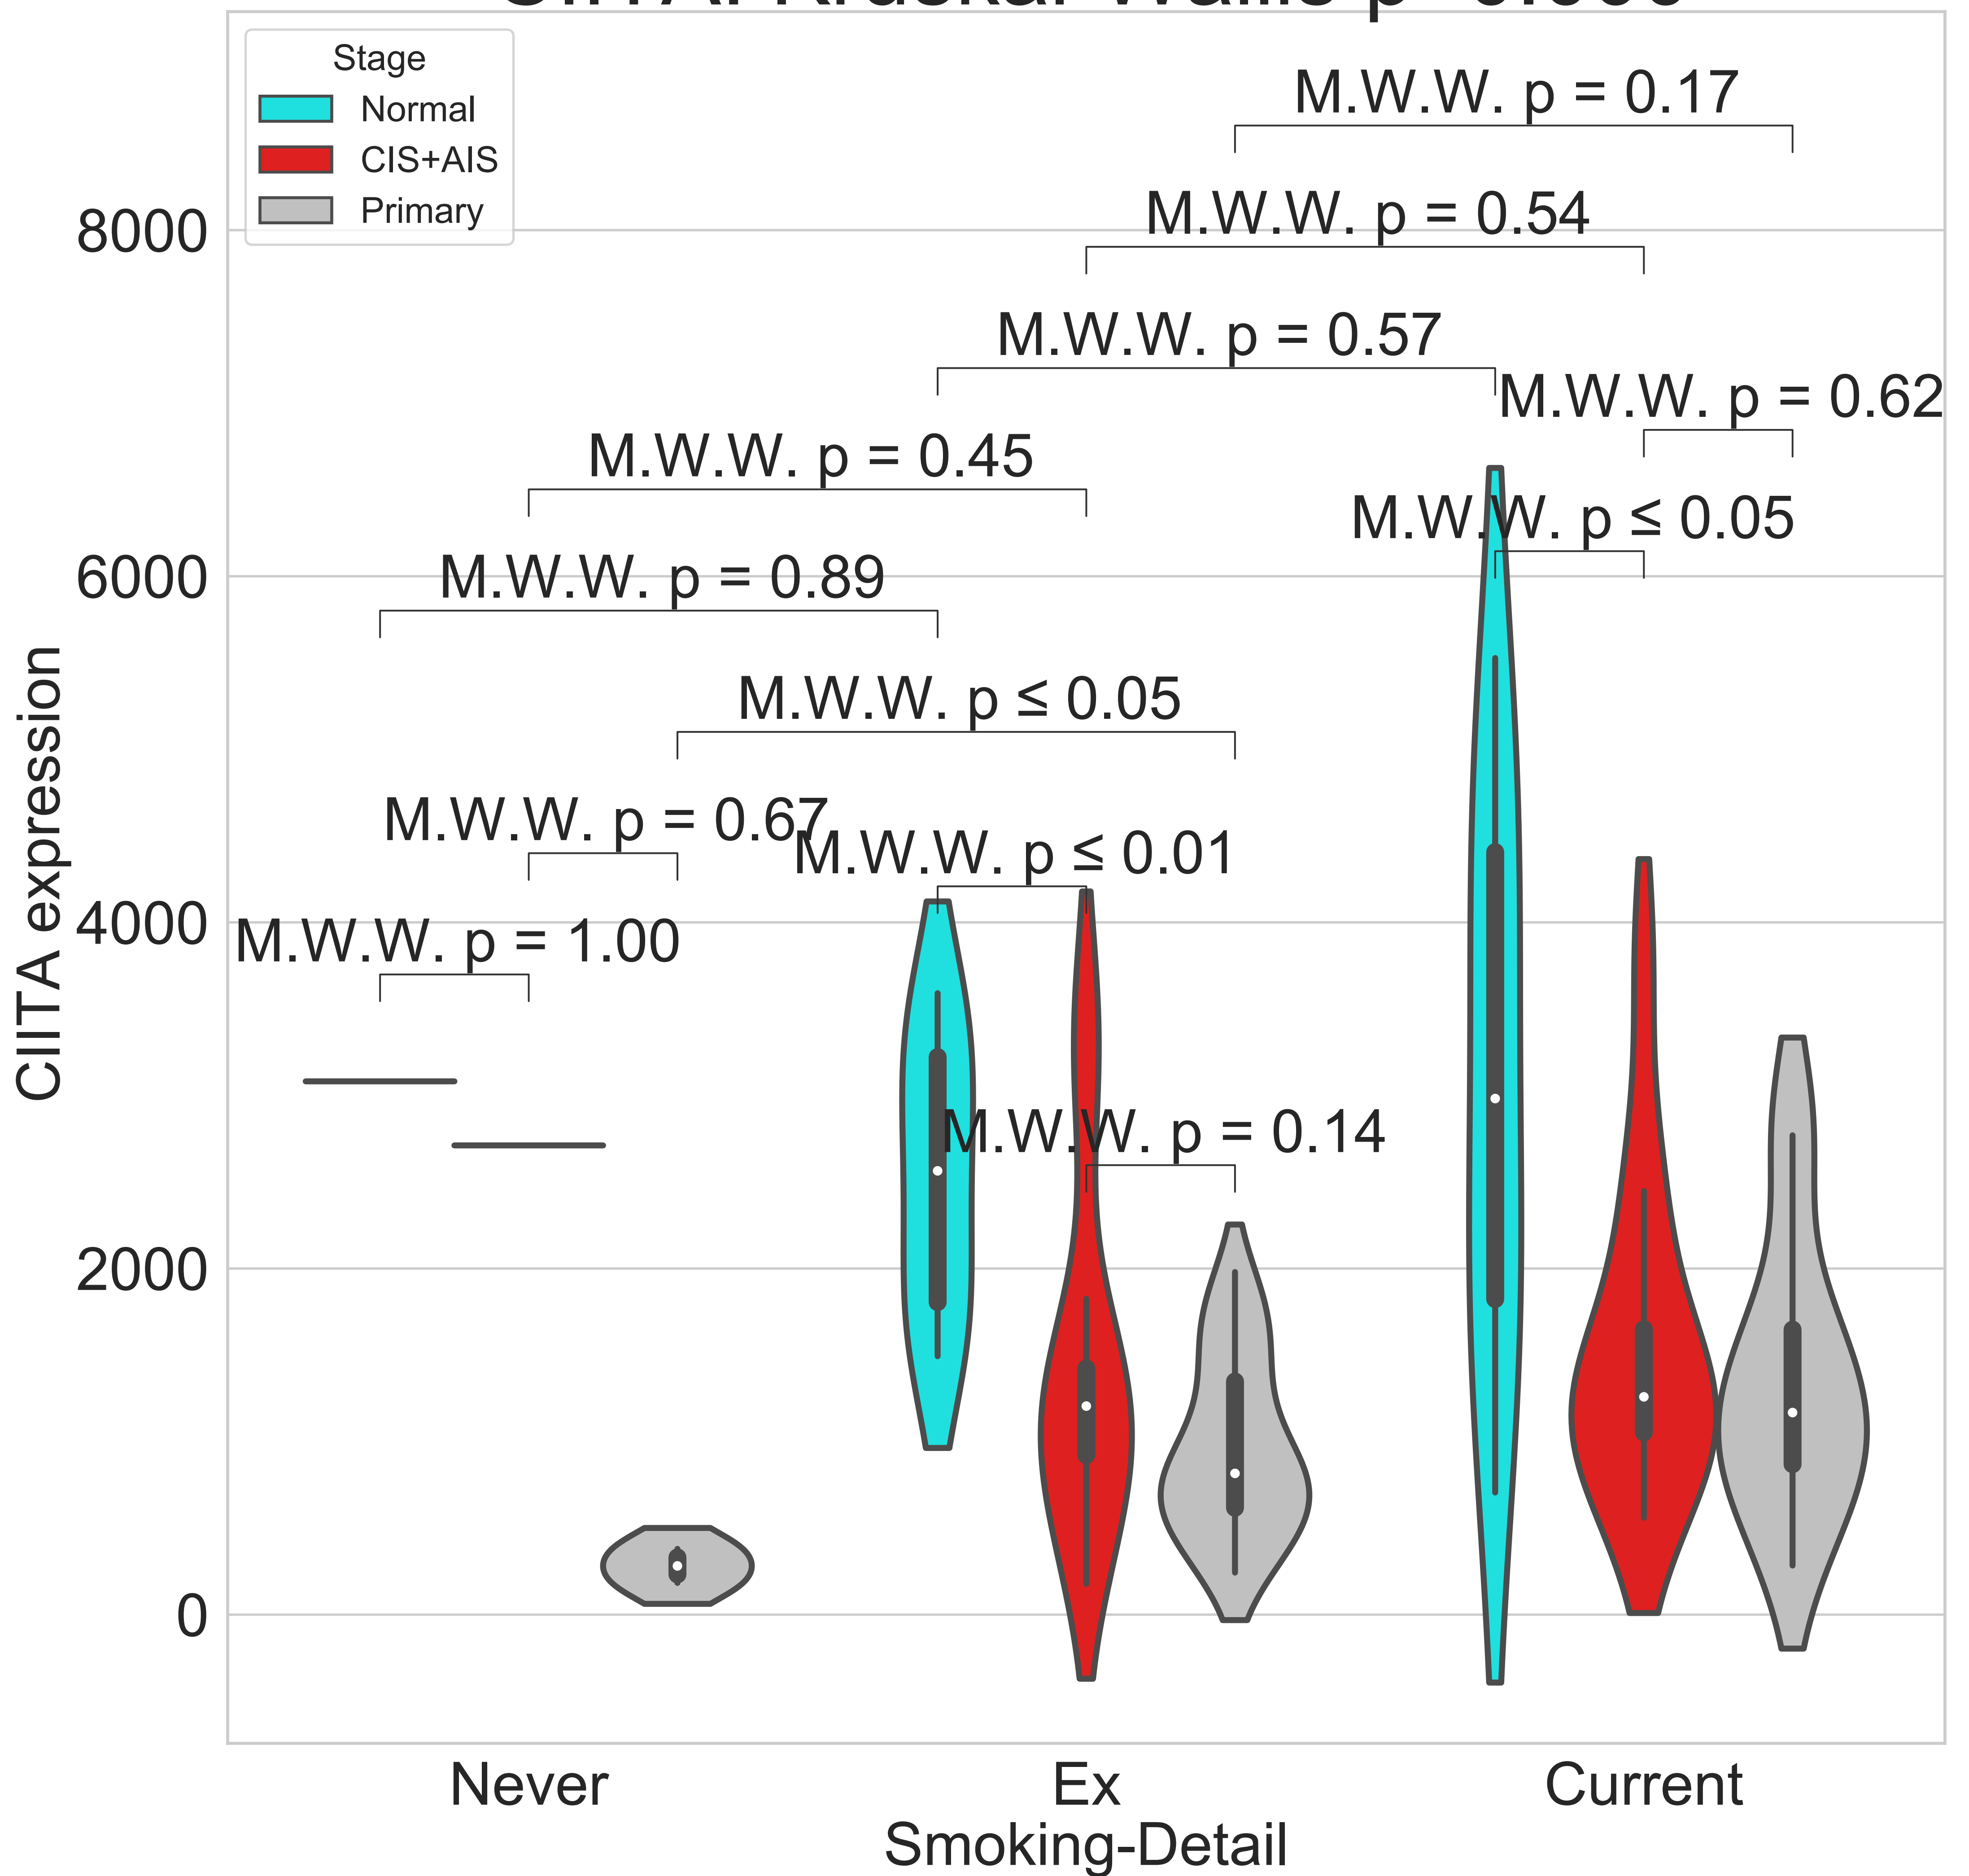 Stage
Normal
CIS+AIS
Primary
M.W.W. p = 0.17
M.W.W. p = 0.54
M.W.W. p = 0.57
M.W.W. p = 0.62
M.W.W. p = 0.45
M.W.W. p ≤ 0.05
M.W.W. p = 0.89
M.W.W. p ≤ 0.05
M.W.W. p = 0.67
M.W.W. p ≤ 0.01
M.W.W. p = 1.00
M.W.W. p = 0.14
CIITA expression
8000
6000
4000
2000
0
Never
Ex
Current
Smoking-Detail